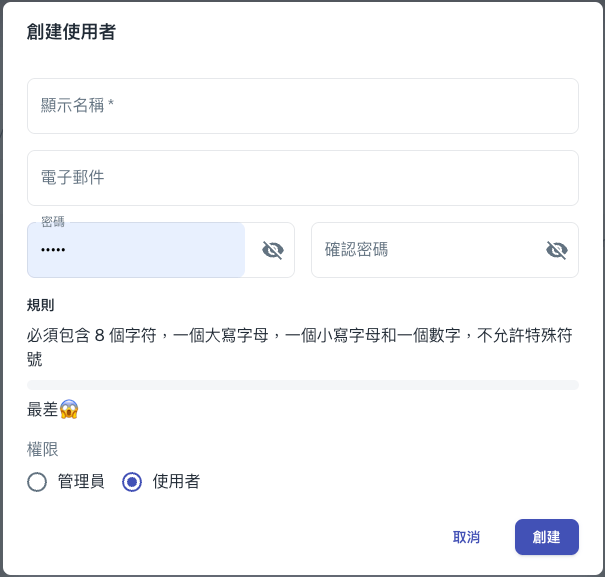 創建使用者
顯示名稱 *
電子郵件
密碼
•••••
確認密碼
規則
必須包含 8 個字符，一個大寫字母，一個小寫字母和一個數字，不允許特殊符
號
最差😱
權限
管理員 使用者
取消 創建